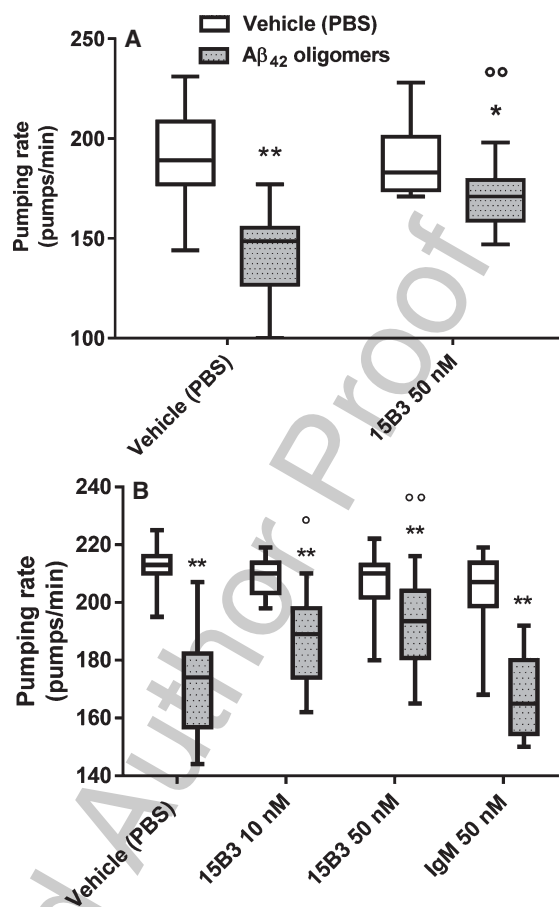 A
Vehicle (PBS)
Aβ42 oligomers
Pumping rate
(pumps/min)
250
200
150
100
**
°°
*
Vehicle (PBS)
15B3 50 nM
B
Pumping rate
(pumps/min)
240
220
200
180
160
140
**
°
**
°°
**
**
Vehicle (PBS)
15B3 10 nM
15B3 50 nM
IgM 50 nM
d Author Proof